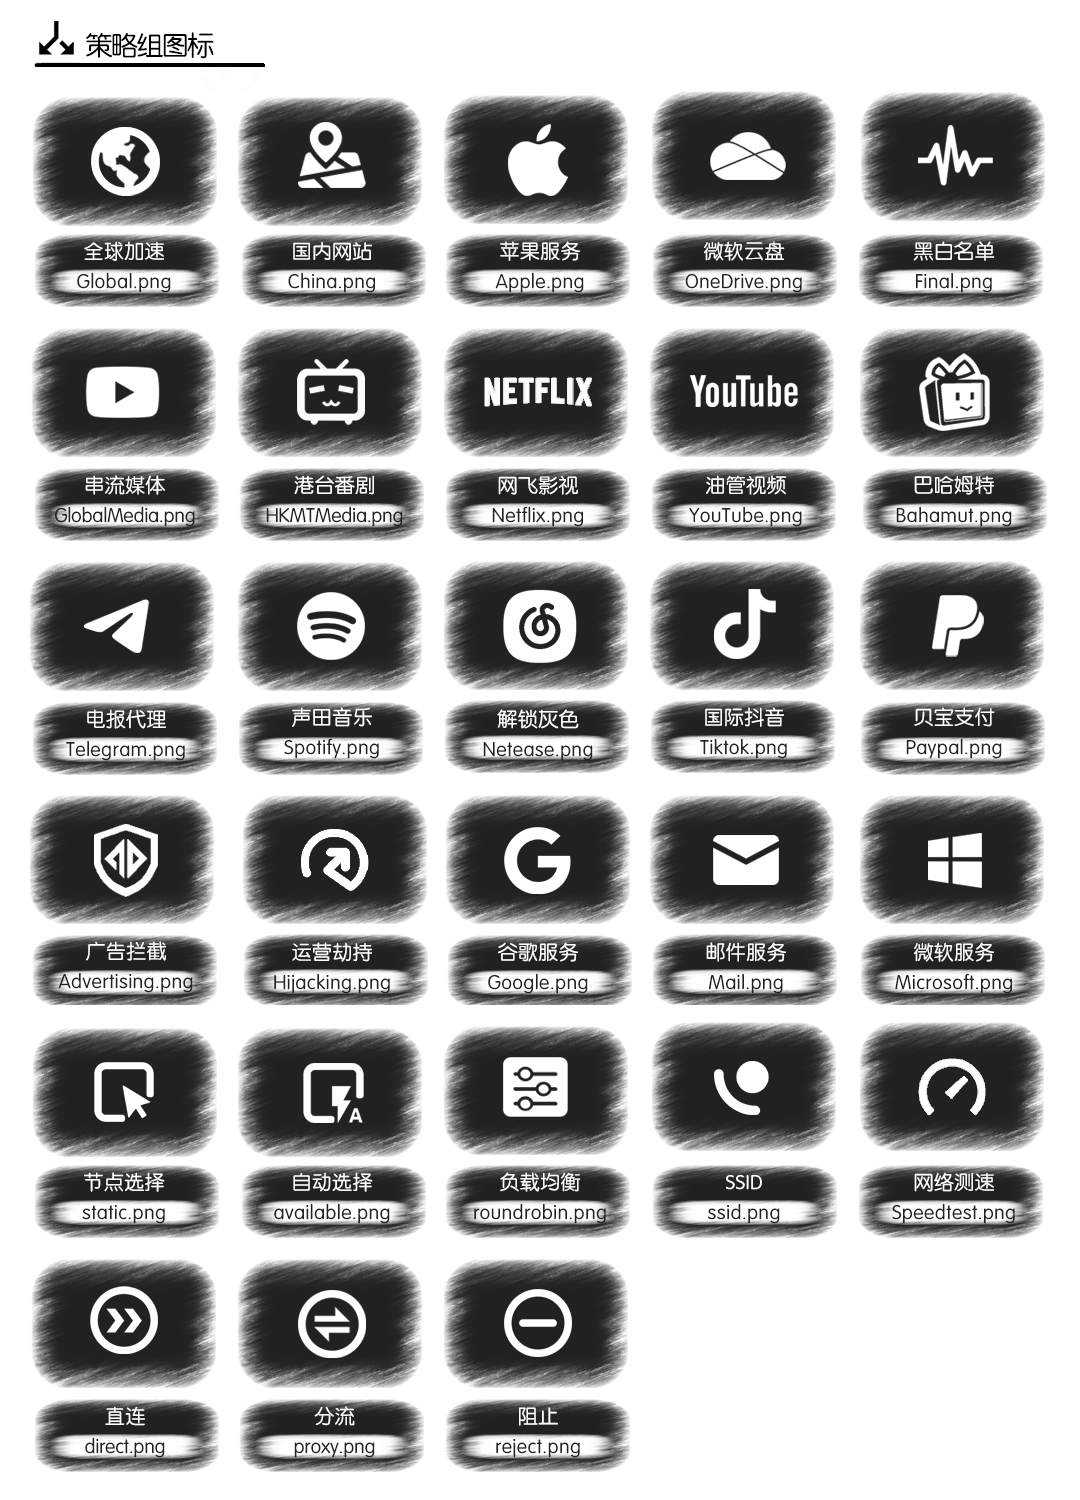 策略组图标
全球加速
Global.png
国内网站
China.png
苹果服务
Apple.png
微软云盘
OneDrive.png
黑白名单
Final.png
NETFLIX
YouTube
串流媒体
GlobalMedia.png
港台番剧
HKMTMedia.png
网飞影视
Netflix.png
油管视频
YouTube.png
巴哈姆特
Bahamut.png
电报代理
Telegram.png
声田音乐
Spotify.png
解锁灰色
Netease.png
国际抖音
Tiktok.png
贝宝支付
Paypal.png
广告拦截
Advertising.png
运营劫持
Hijacking.png
谷歌服务
Google.png
邮件服务
Mail.png
微软服务
Microsoft.png
A
节点选择
static.png
自动选择
available.png
负载均衡
roundrobin.png
SSID
ssid.png
网络测速
Speedtest.png
直连
direct.png
分流
proxy.png
阻止
reject.png